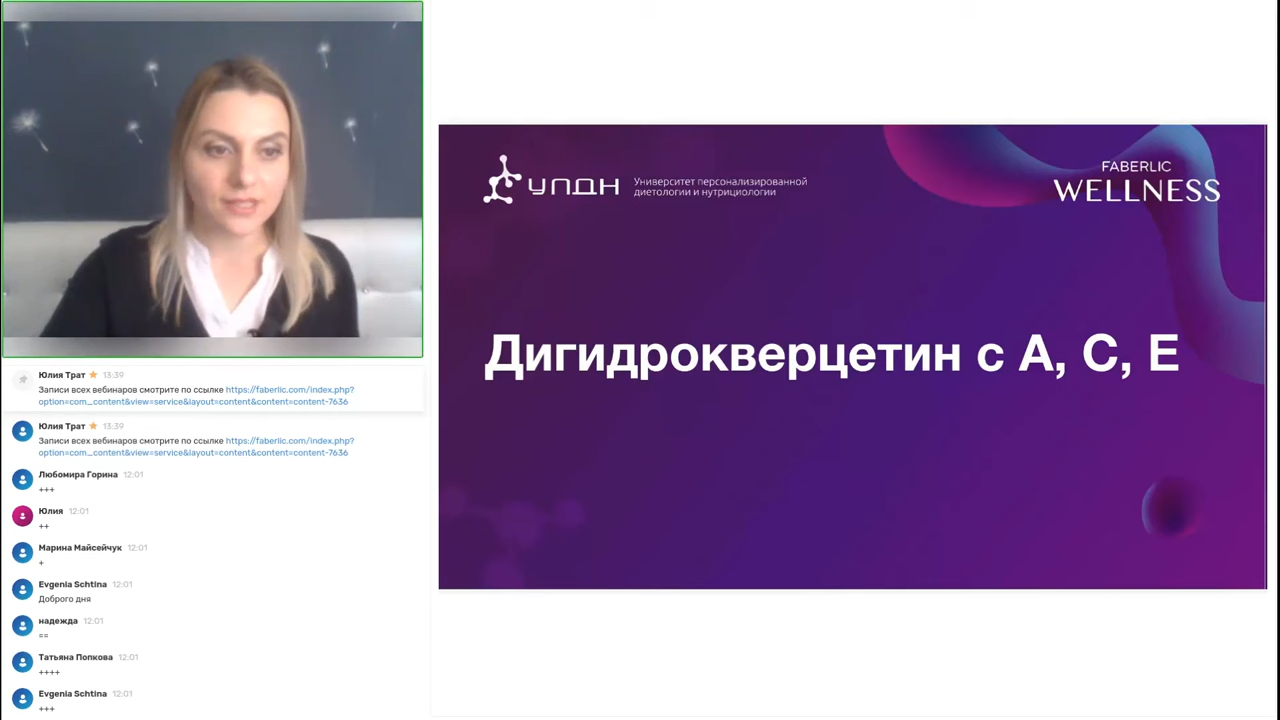 Юлия Трат 13:39
Записи всех вебинаров смотрите по ссылке https://faberlic.com/index.php?
option=com_content&view=service&layout=content&content=content-7636
Юлия Трат 13:39
Записи всех вебинаров смотрите по ссылке https://faberlic.com/index.php?
option=com_content&view=service&layout=content&content=content-7636
Любомира Горина 12:01
+++
Юлия 12:01
++
Марина Майсейчук 12:01
+
Evgenia Schtina 12:01
Доброго дня
надежда 12:01
==
Татьяна Попкова 12:01
++++
Evgenia Schtina 12:01
+++
УПДН
Университет персонализированной
диетологии и нутрициологии
FABERLIC
WELLNESS
Дигидрокверцетин с А, С, Е